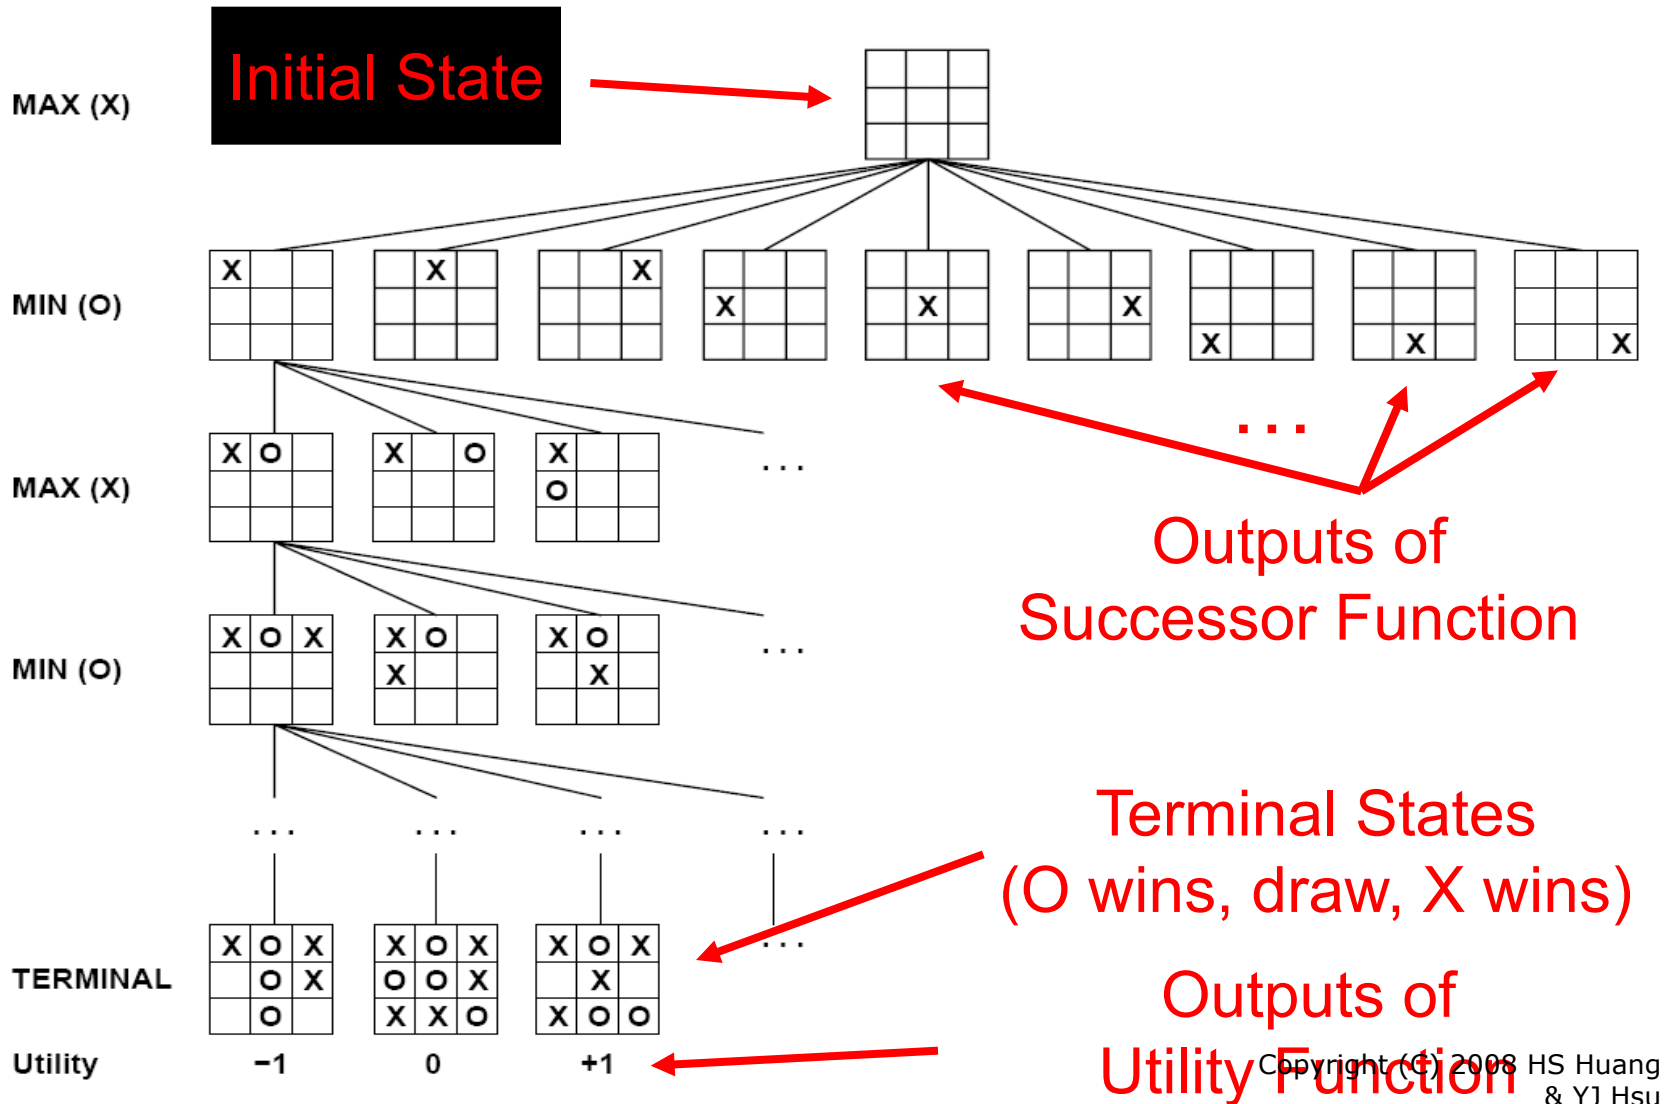 Initial State
MAX (X)
X X X X X X X X X
MIN (O)
X O X O X
O
MAX (X)
. . .
. . .
Outputs of
Successor Function
X O X X O X O
X X
MIN (O)
. . .
. . . . . . . . . . . .
Terminal States
(O wins, draw, X wins)
X O X X O X X O X
. . .
TERMINAL O X O O X X
O X X O X O O
Outputs of
Utility Function
Utility −1 0 +1
Copyright (C) 2008 HS Huang
& YJ Hsu